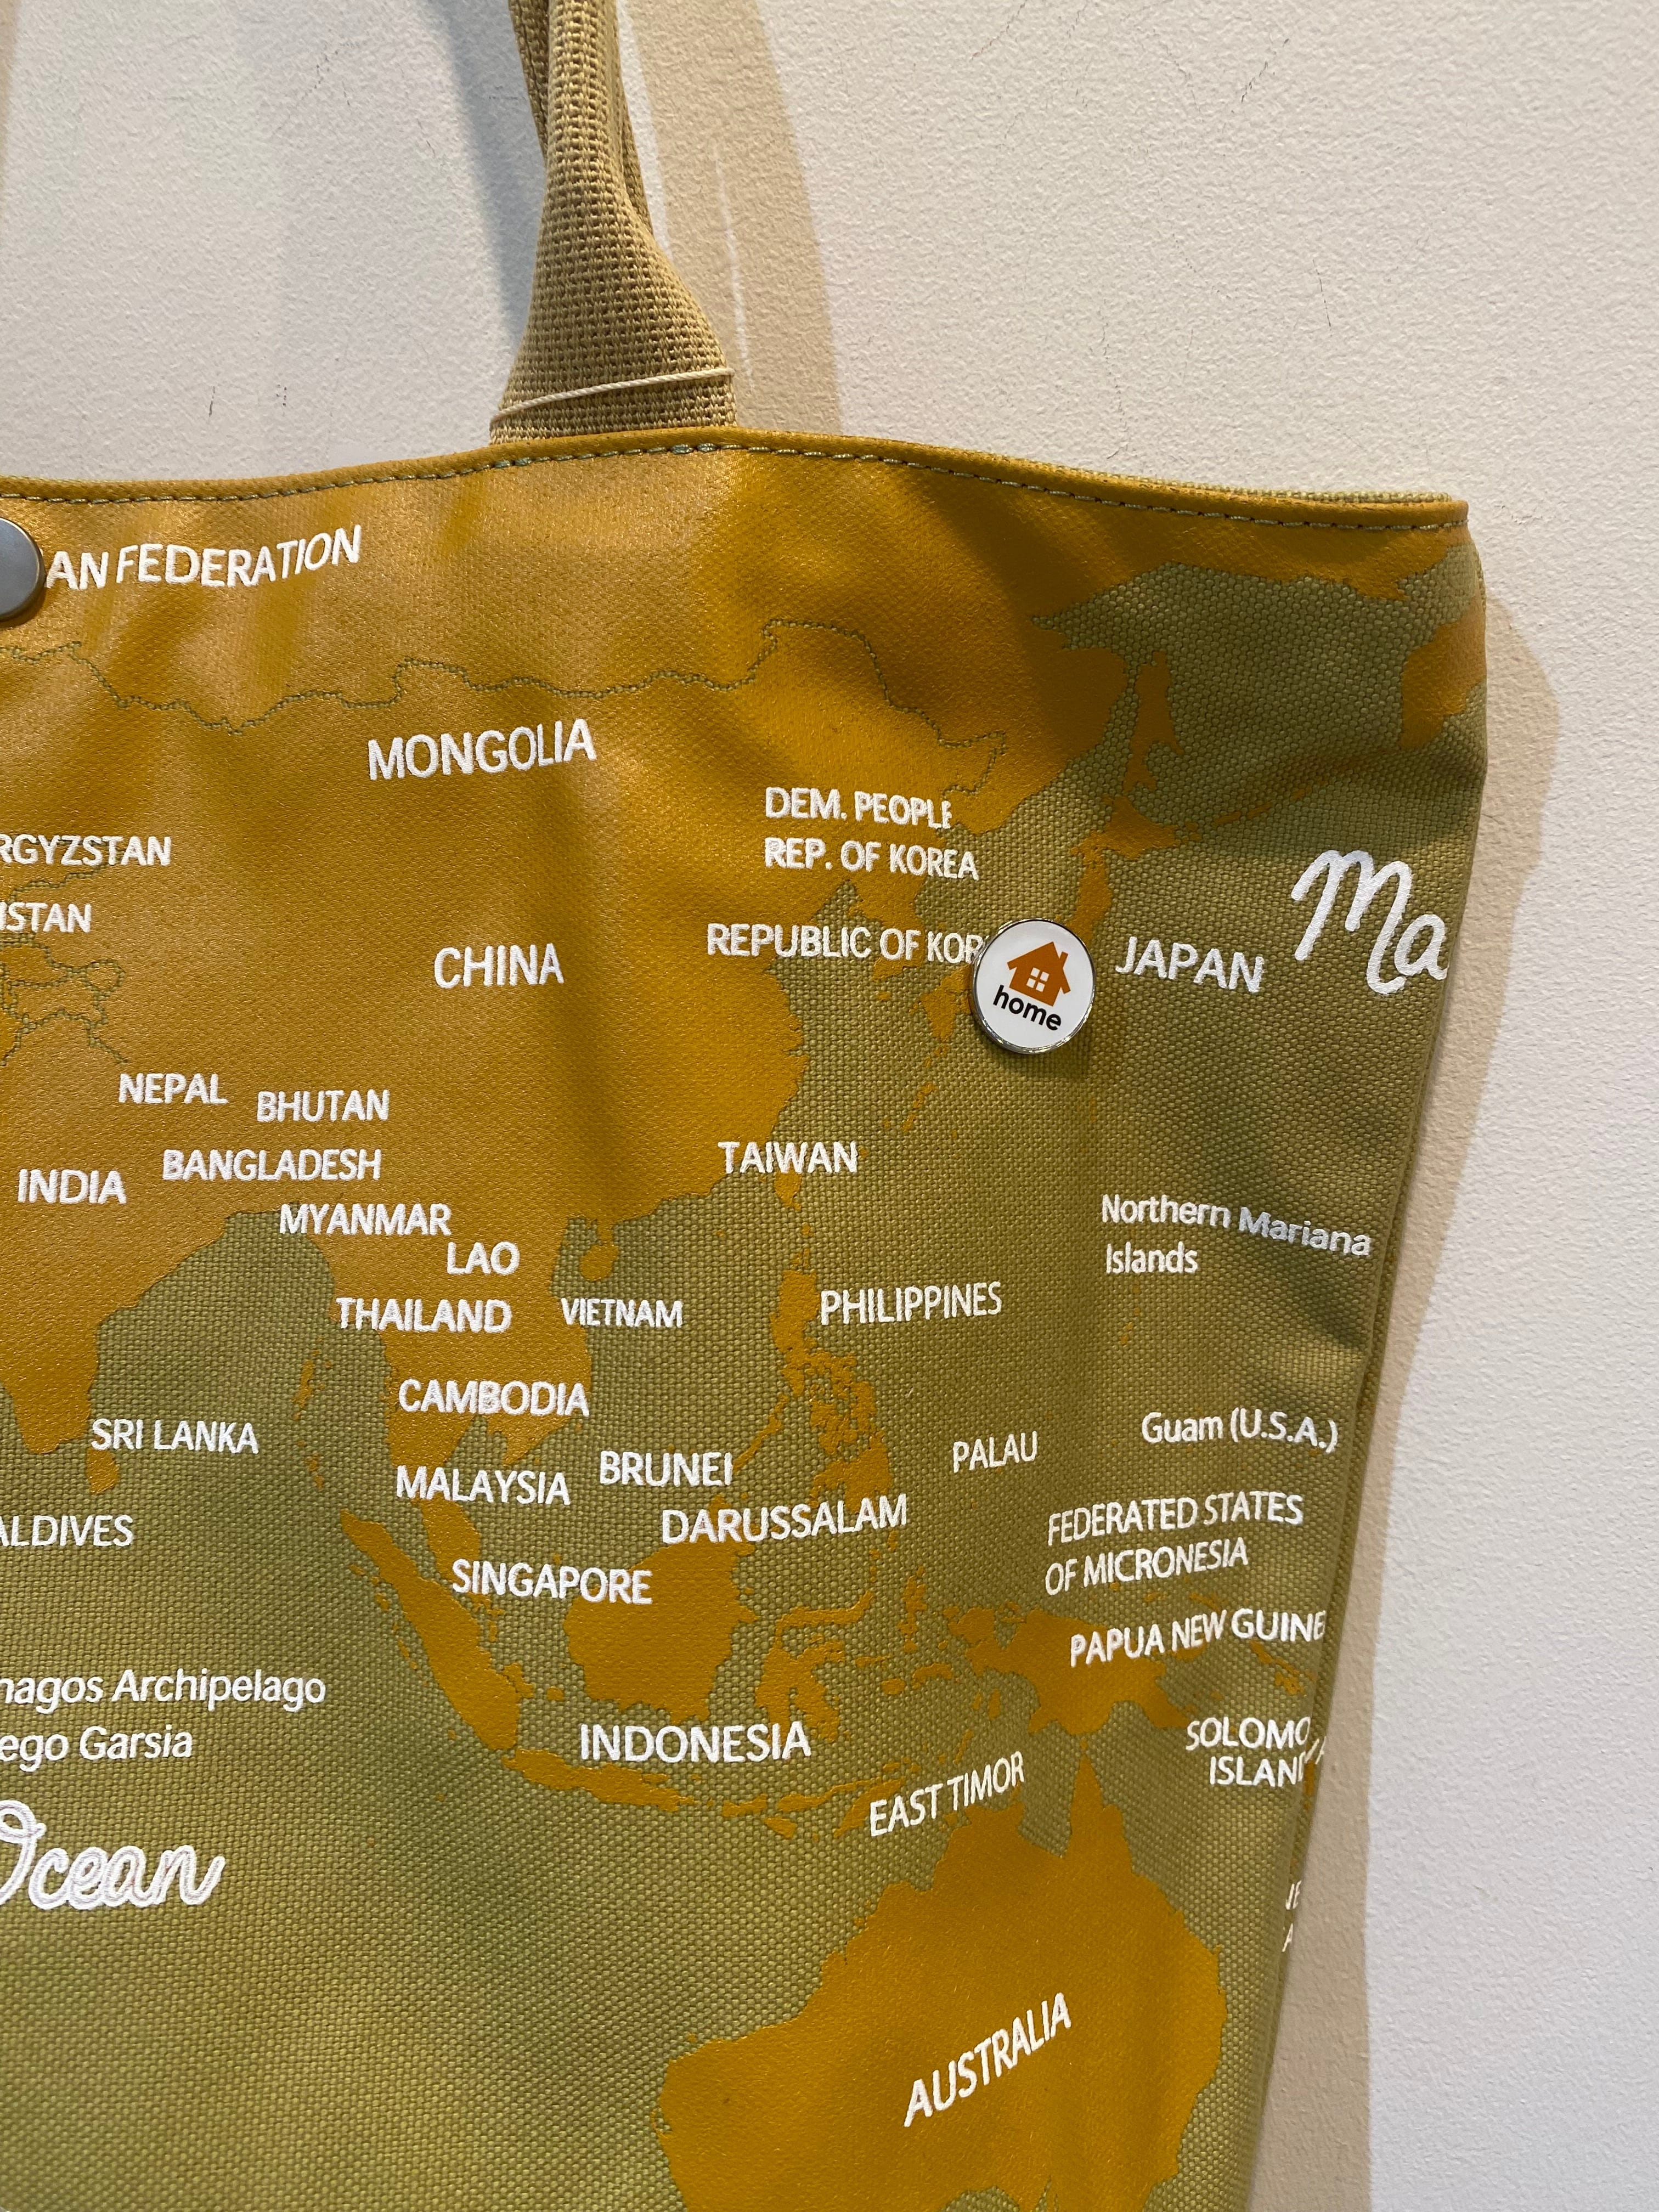 AN FEDERATION
MONGOLIA
DEM. PEOPLE
REP. OF KOREA
RGYZSTAN
ISTAN
CHINA
REPUBLIC OF KOR
home
JAPAN
Ma
NEPAL
BHUTAN
INDIA
BANGLADESH
TAIWAN
MYANMAR
LAO
Northern Mariana
Islands
THAILAND
VIETNAM
PHILIPPINES
CAMBODIA
SRI LANKA
PALAU
Guam (U.S.A.)
MALAYSIA
BRUNEI
DARUSSALAM
ALDIVES
FEDERATED STATES
OF MICRONESIA
SINGAPORE
PAPUA NEW GUINE
hagos Archipelago
ego Garsia
INDONESIA
SOLOMO
ISLAN
EAST TIMOR
Ocean
AUSTRALIA